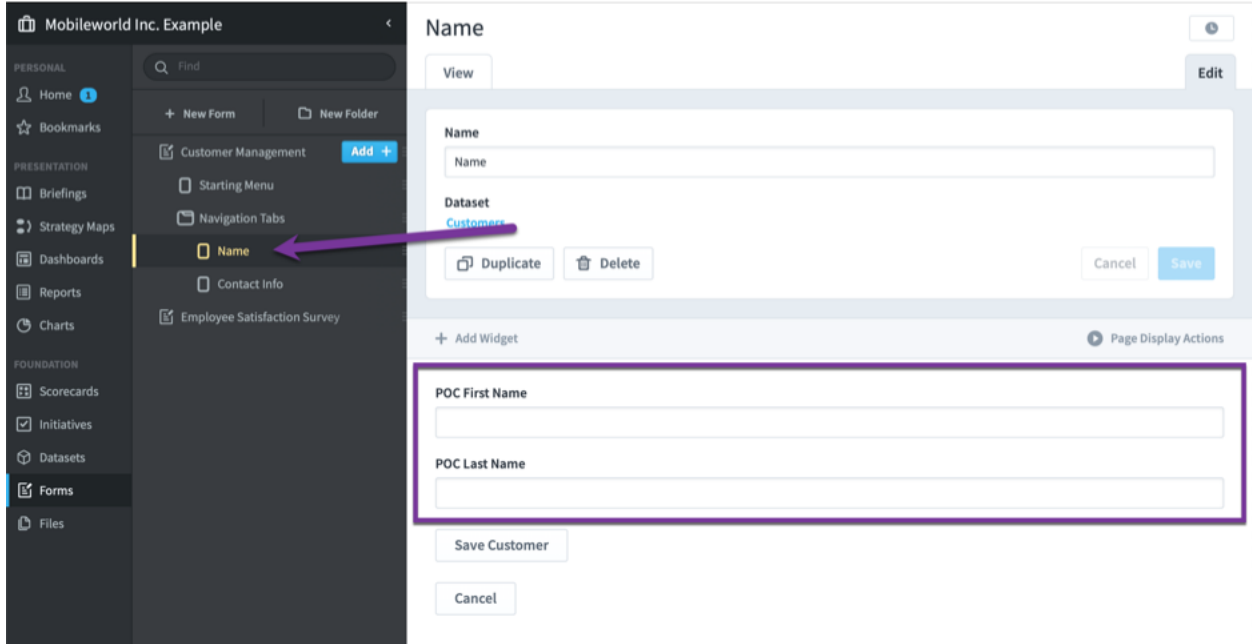 Mobileworld Inc. Example
PERSONAL
Home 1
Bookmarks
PRESENTATION
Briefings
Strategy Maps
Dashboards
Reports
Charts
FOUNDATION
Scorecards
Initiatives
Datasets
Forms
Files
Find
+ New Form
New Folder
Customer Management Add +
Starting Menu
Navigation Tabs
Name
Contact Info
Employee Satisfaction Survey
Name
View Edit
Name
Name
Dataset
Customers
Duplicate Delete Cancel Save
+ Add Widget Page Display Actions
POC First Name
POC Last Name
Save Customer
Cancel